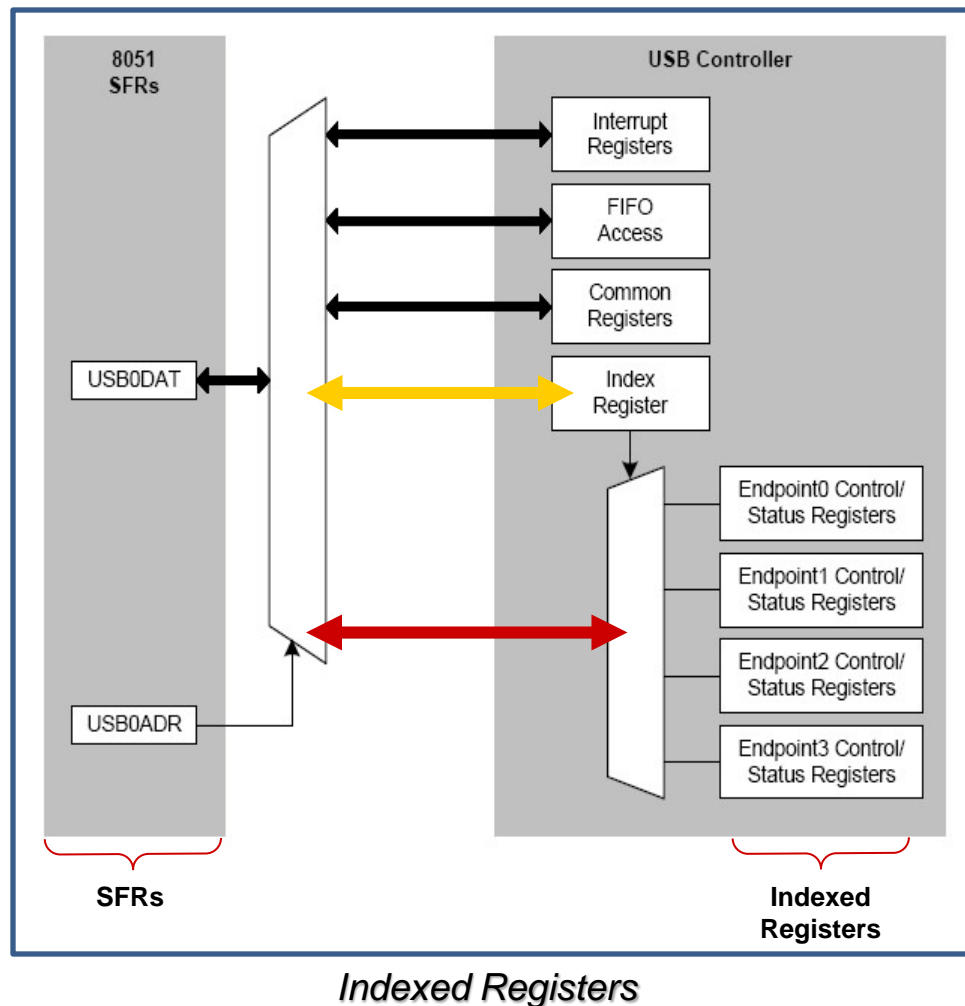 8051
SFRs
USB Controller
Interrupt
Registers
FIFO
Access
Common
Registers
USB0DAT
Index
Register
Endpoint0 Control/
Status Registers
Endpoint1 Control/
Status Registers
Endpoint2 Control/
Status Registers
USB0ADR
Endpoint3 Control/
Status Registers
SFRs
Indexed
Registers
Indexed Registers